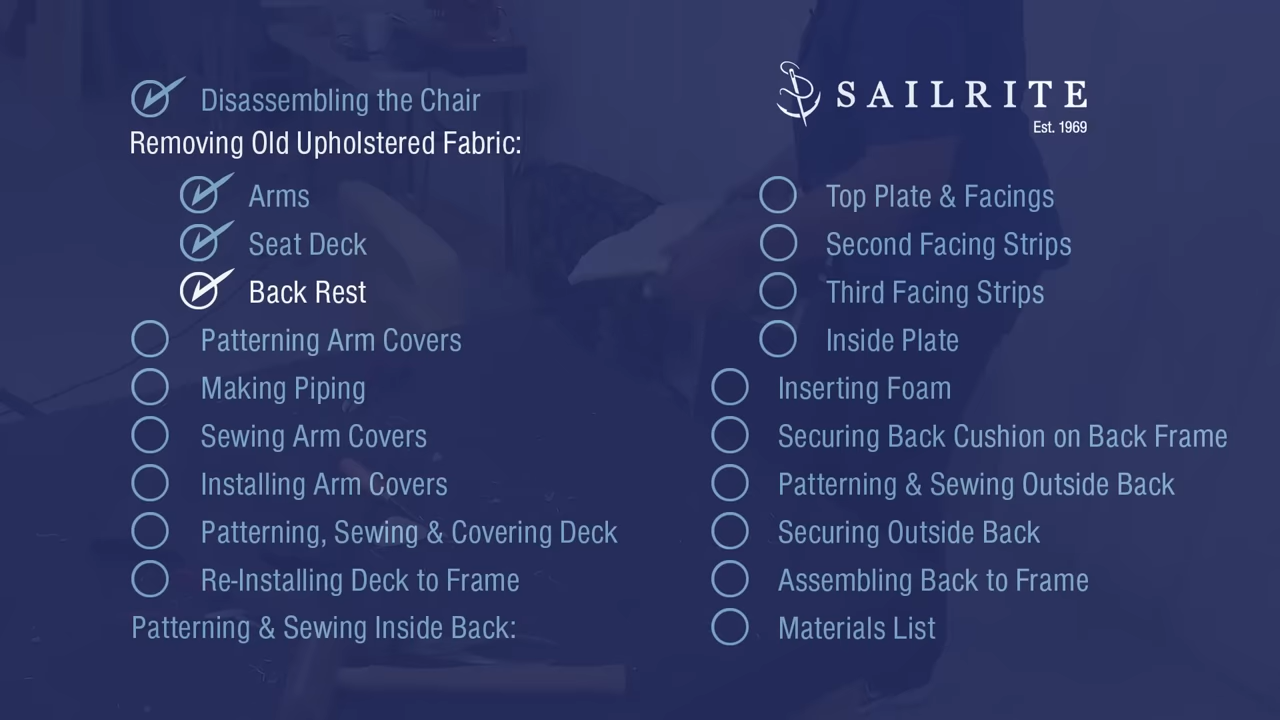 Disassembling the Chair
Removing Old Upholstered Fabric:
Arms
Seat Deck
Back Rest
Patterning Arm Covers
Making Piping
Sewing Arm Covers
Installing Arm Covers
Patterning, Sewing & Covering Deck
Re-Installing Deck to Frame
Patterning & Sewing Inside Back:
SAILRITE
Est. 1969
Top Plate & Facings
Second Facing Strips
Third Facing Strips
Inside Plate
Inserting Foam
Securing Back Cushion on Back Frame
Patterning & Sewing Outside Back
Securing Outside Back
Assembling Back to Frame
Materials List